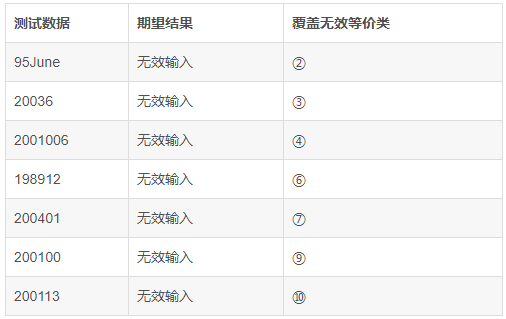 测试数据 期望结果 覆盖无效等价类
95June 无效输入 ②
20036 无效输入 ③
2001006 无效输入 ④
198912 无效输入 ⑥
200401 无效输入 ⑦
200100 无效输入 ⑨
200113 无效输入 ⑩